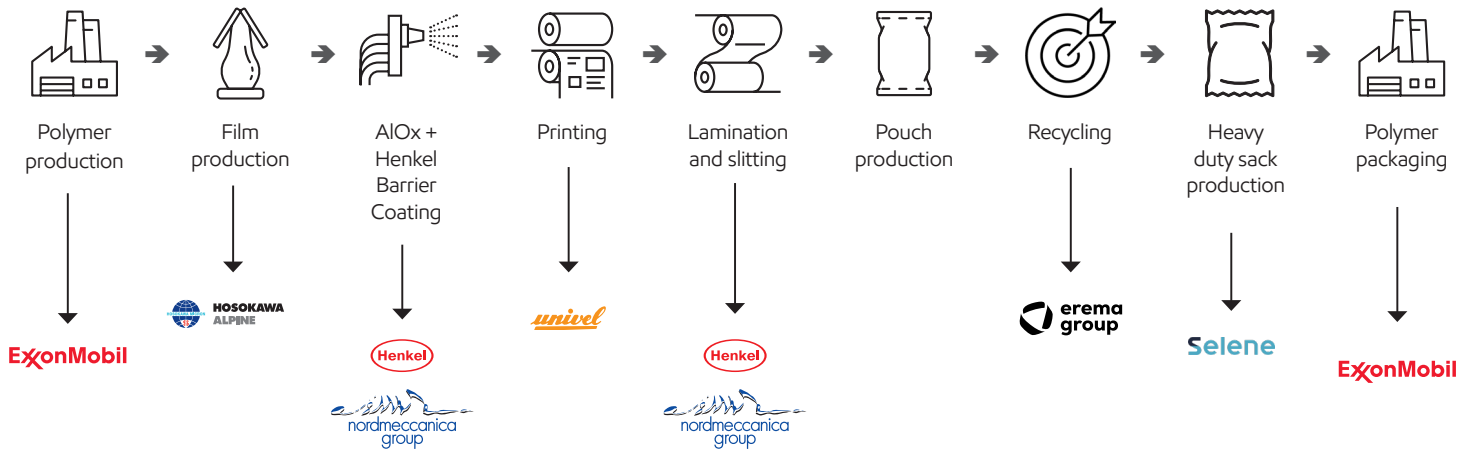 Polymer
production
Film
production
AlOx +
Henkel
Barrier
Coating
Printing
Lamination
and slitting
Pouch
production
Recycling
Heavy
duty sack
production
Polymer
packaging
ExxonMobil
HOSOKAWA
ALPINE
Henkel
nordmeccanica
group
univel
Henkel
nordmeccanica
group
erema
group
Selene
ExxonMobil